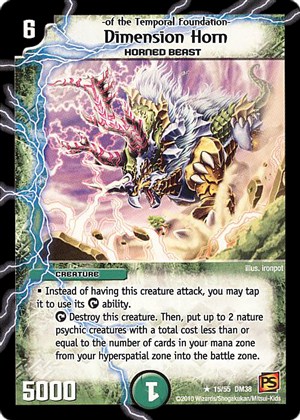 6
-of the Temporal Foundation-
Dimension Horn
HORNED BEAST
illus. ironpot
CREATURE
▪ Instead of having this creature attack, you may
tap it to use its ability.
Destroy this creature. Then, put up to 2 nature
psychic creatures with a total cost less than or
equal to the number of cards in your mana zone
from your hyperspatial zone into the battle zone.
5000
1
★ 15/55 DM38
©2010 Wizards/Shogakukan/Mitsui-Kids
PS